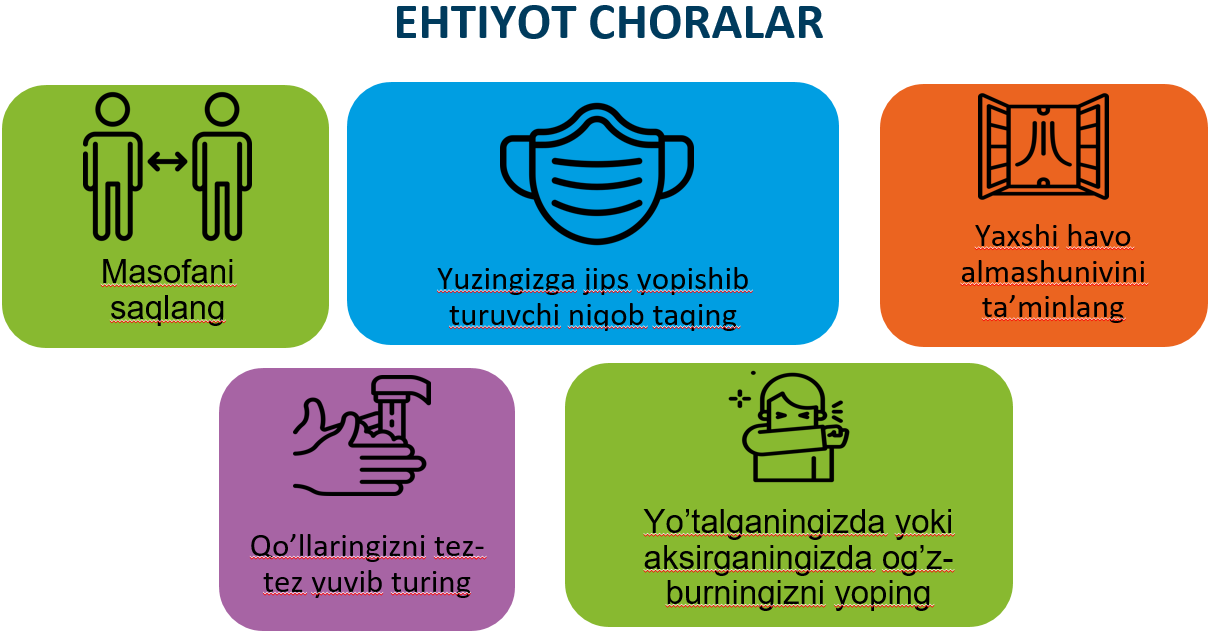 EHTIYOT CHORALAR
Masofani
saqlang
Yuzingizga jips yopishib
turuvchi niqob taqing
Yaxshi havo
almashunivini
ta’minlang
Qo’llaringizni tez-
tez yuvib turing
Yo’talganingizda yoki
aksirganingizda og’z-
burningizni yoping